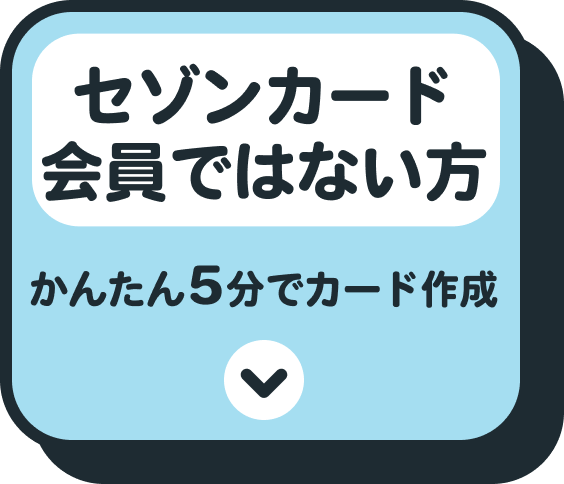 セゾンカード
会員ではない方
かんたん5分でカード作成